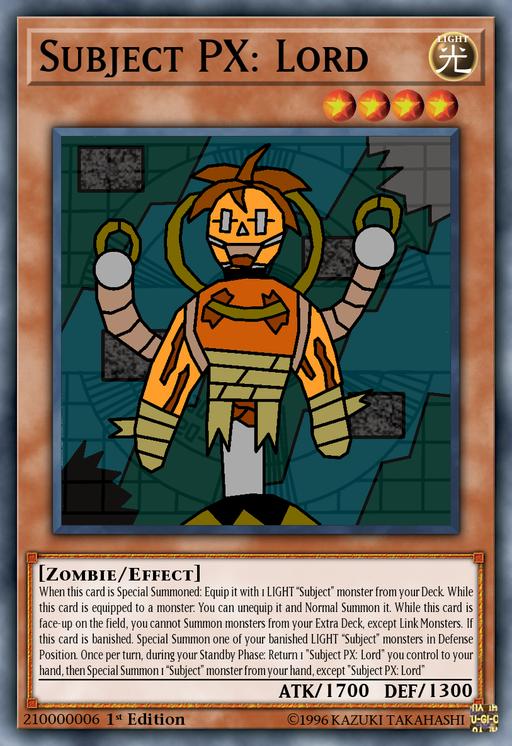 SUBJECT PX: LORD
LIGHT
光
[ZOMBIE/EFFECT]
When this card is Special Summoned: Equip it with 1 LIGHT “Subject” monster from your Deck. While
this card is equipped to a monster: You can unequip it and Normal Summon it. While this card is
face-up on the field, you cannot Summon monsters from your Extra Deck, except Link Monsters. If
this card is banished. Special Summon one of your banished LIGHT "Subject" monsters in Defense
Position. Once per turn, during your Standby Phase: Return 1 "Subject PX: Lord" you control to your
hand, then Special Summon 1 “Subject” monster from your hand, except "Subject PX: Lord"
ATK/1700 DEF/1300
210000006 1st Edition ©1996 KAZUKI TAKAHASHI